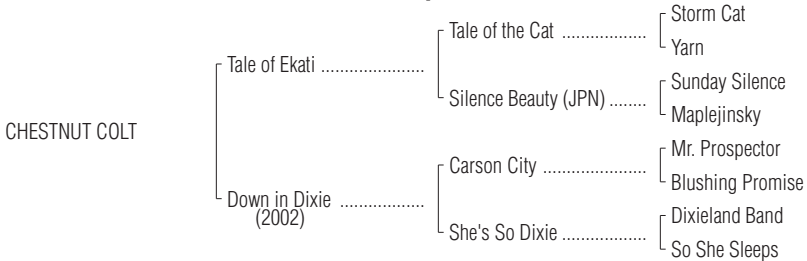 Storm Cat
Tale of the Cat ..................
Yarn
Tale of Ekati ......................
Sunday Silence
Silence Beauty (JPN) ........
Maplejinsky
CHESTNUT COLT
Mr. Prospector
Carson City ......................
Blushing Promise
Down in Dixie ..................
(2002)
Dixieland Band
She's So Dixie ..................
So She Sleeps